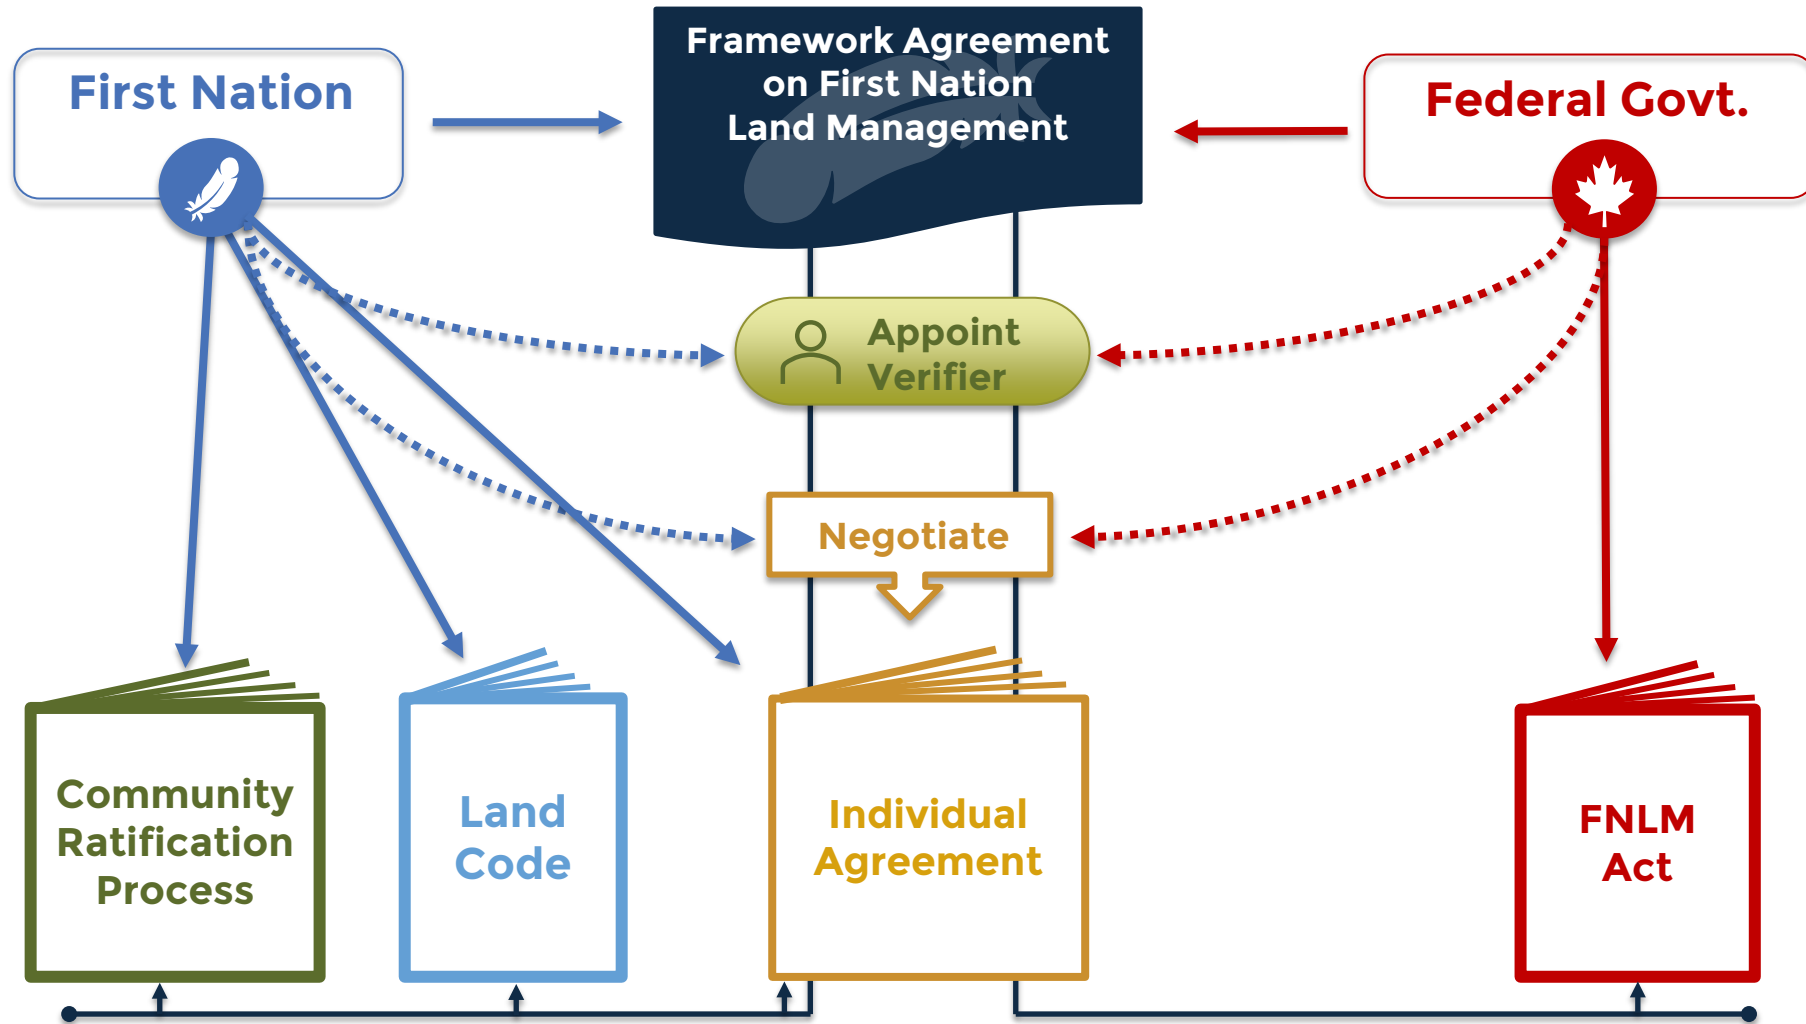 First Nation
Framework Agreement
on First Nation
Land Management
Federal Govt.
Appoint
Verifier
Negotiate
Community
Ratification
Process
Land
Code
Individual
Agreement
FNLM
Act